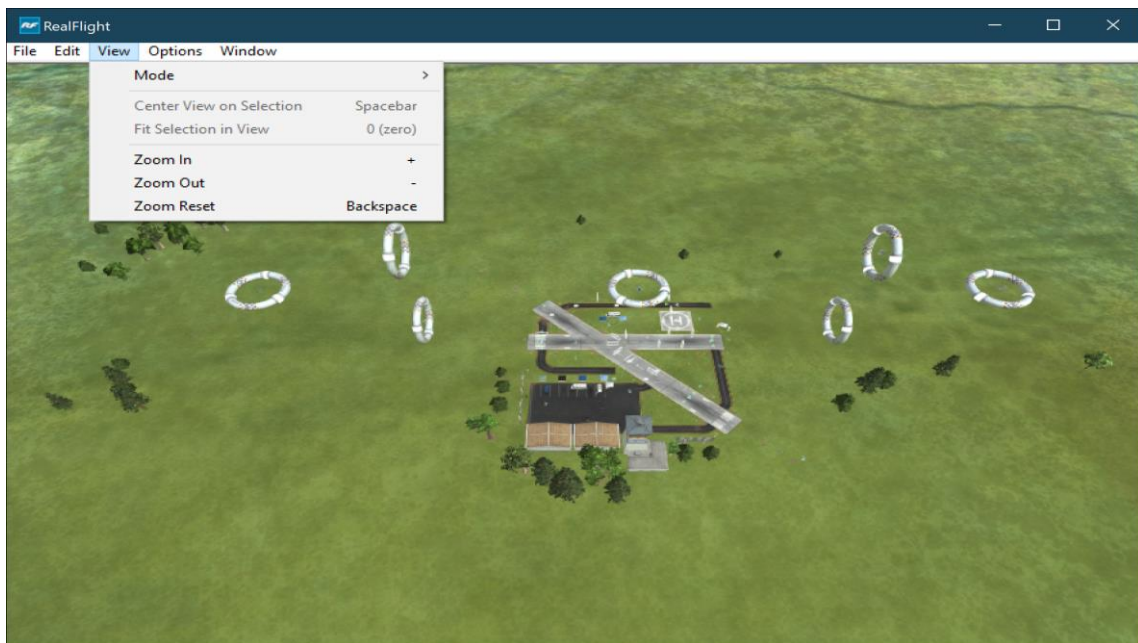 RF RealFlight
File Edit View Options Window
Mode >
Center View on Selection Spacebar
Fit Selection in View 0 (zero)
Zoom In +
Zoom Out -
Zoom Reset Backspace
H